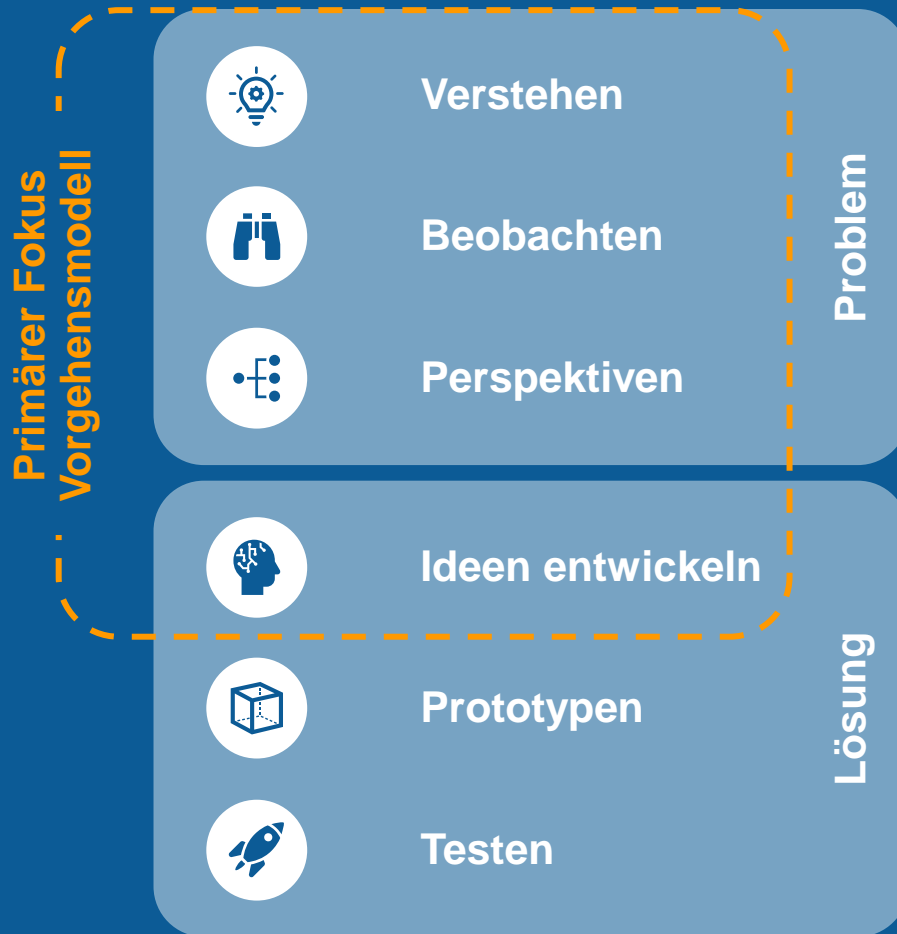 Primärer Fokus
Vorgehensmodell
Verstehen
Beobachten
Perspektiven
Problem
Ideen entwickeln
Prototypen
Testen
Lösung